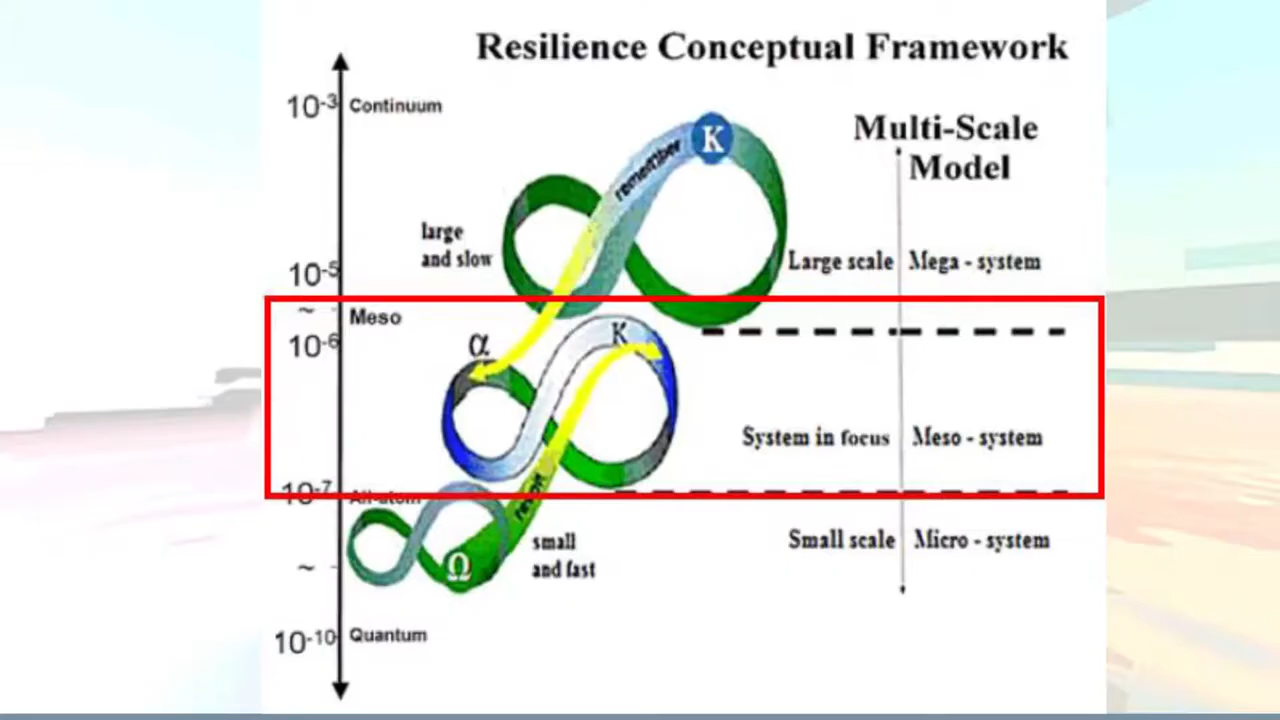 Resilience Conceptual Framework
10-3 Continuum
remember
K
Multi-Scale
Model
large
and slow
10-5
Large scale
Mega - system
~
Meso
10-6
α
K
System in focus
Meso - system
10-7
All-atom
revolt
small
and fast
Small scale
Micro - system
~
Ω
10-10 Quantum